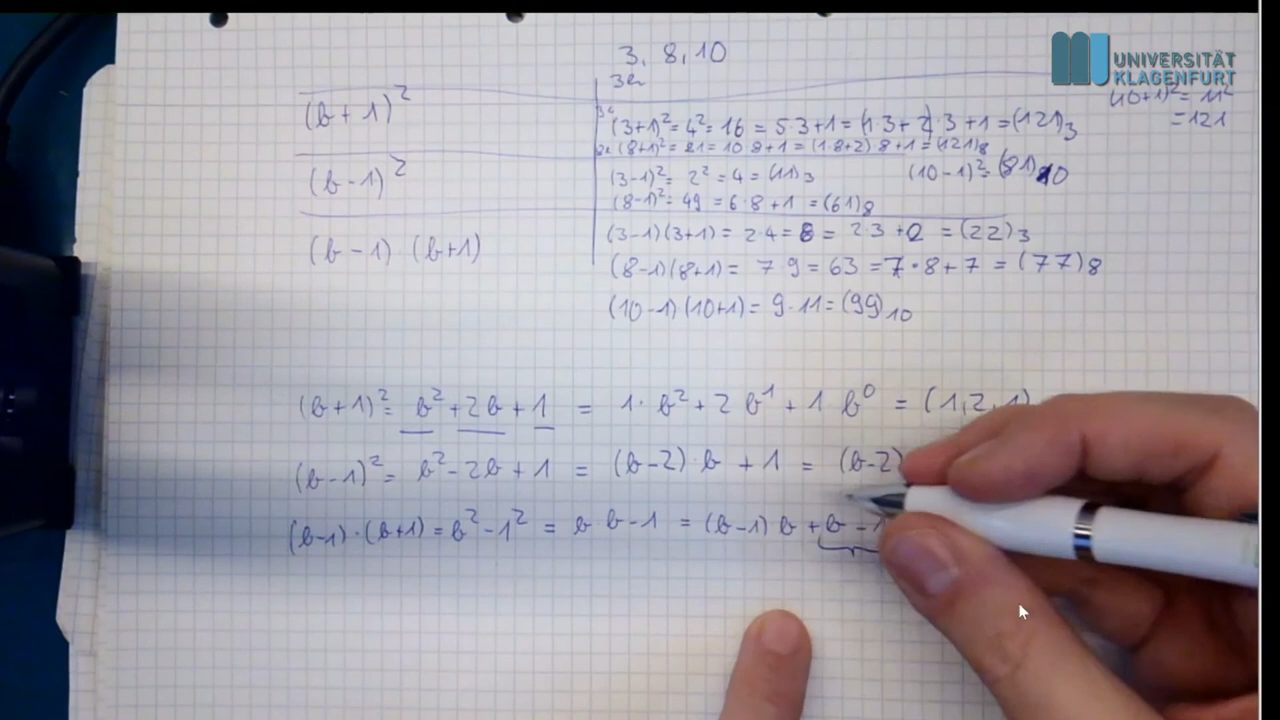 3, 8, 10
3e
UNIVERSITÄT
KLAGENFURT
(10+1)² = 11²
= 121
(b+1)²
(3+1)² = 4² = 16 = 5·3+1 = (1·3+2)·3+1 = (121)₃
(8+1)² = 81 = 10·8+1 = (1·8+2)·8+1 = (121)₈
(b-1)²
(3-1)² = 2² = 4 = (11)₃
(10-1)² = (81)10
(8-1)² = 49 = 6·8+1 = (61)₈
(b-1)·(b+1)
(3-1)(3+1) = 2·4 = 8 = 2·3+2 = (22)₃
(8-1)(8+1) = 7·9 = 63 = 7·8+7 = (77)₈
(10-1)(10+1) = 9·11 = (99)₁₀
(b+1)² = b²+2b+1 = 1·b²+2b¹+1b⁰ = (1,2,1)
(b-1)² = b²-2b+1 = (b-2)·b+1 = (b-2)
(b-1)·(b+1) = b²-1² = b b-1 = (b-1)b+b-1